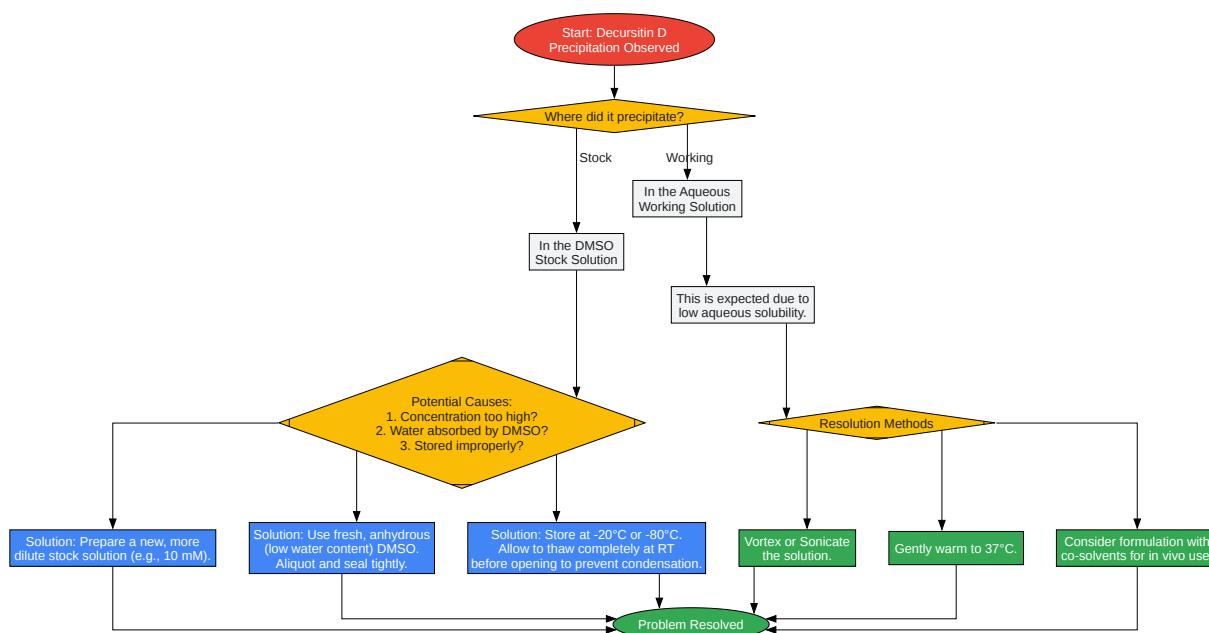 Start: Decursitin D
Precipitation Observed
Where did it precipitate?
Stock
Working
In the Aqueous
Working Solution
In the DMSO
Stock Solution
This is expected due to
low aqueous solubility.
Potential Causes:
1. Concentration too high?
2. Water absorbed by DMSO?
3. Stored improperly?
Resolution Methods
Solution: Prepare a new, more
dilute stock solution (e.g., 10 mM).
Solution: Use fresh, anhydrous
(low water content) DMSO.
Aliquot and seal tightly.
Solution: Store at -20°C or -80°C.
Allow to thaw completely at RT
before opening to prevent condensation.
Vortex or Sonicate
the solution.
Gently warm to 37°C.
Consider formulation with
co-solvents for in vivo use
Problem Resolved